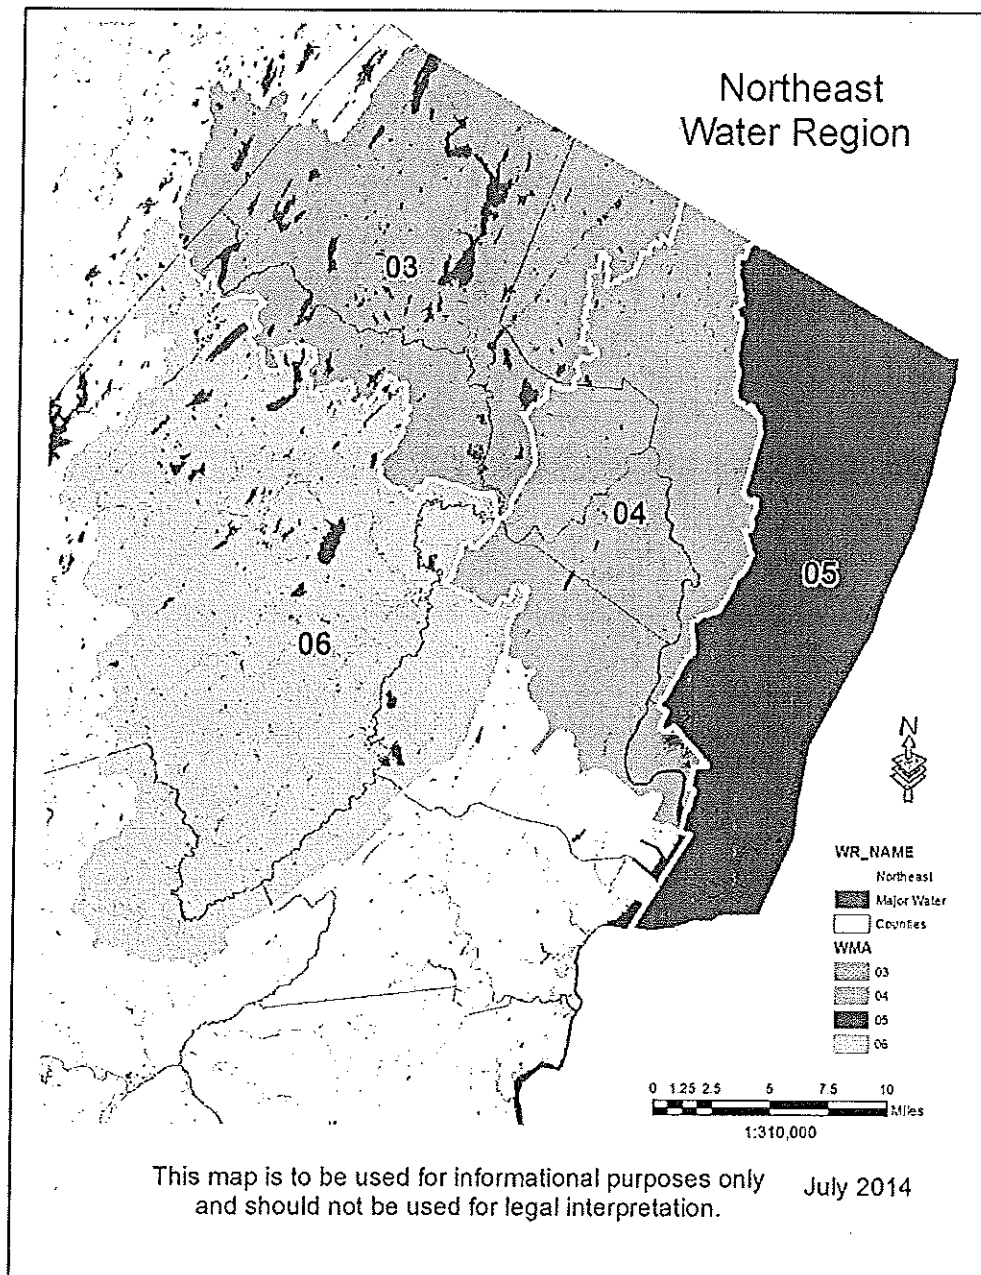 Northeast
Water Region
03
04
05
06
N
WR_NAME
Northeast
Major Water
Counties
WMA
03
04
05
06
0 1.25 2.5 5 7.5 10
Miles
1:310,000
This map is to be used for informational purposes only
and should not be used for legal interpretation.
July 2014